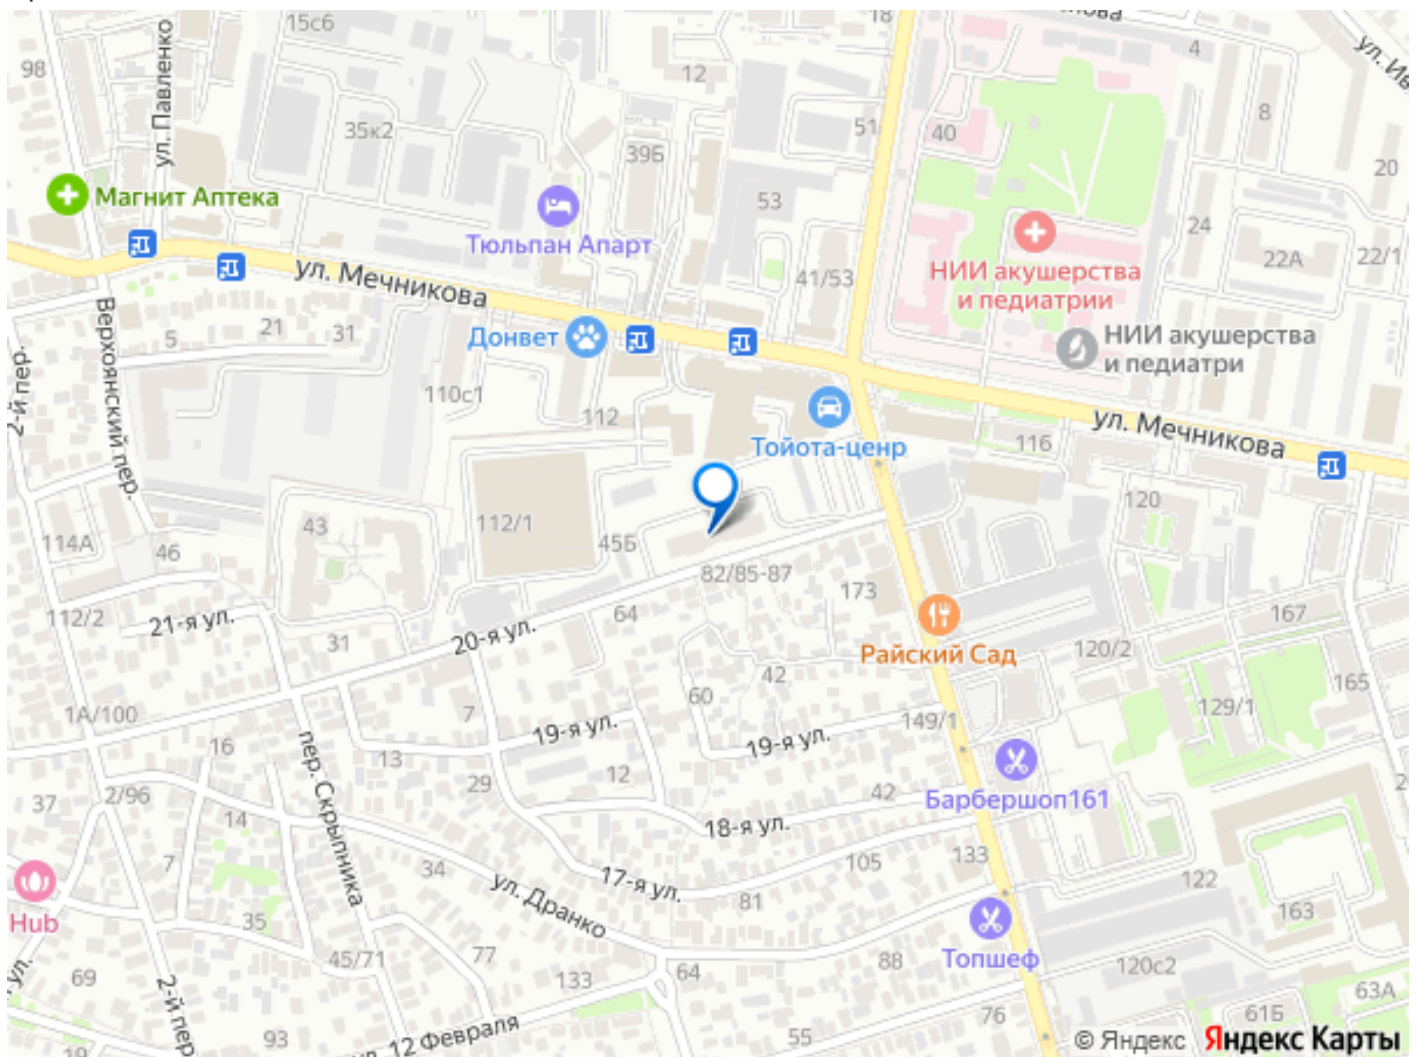 15с6
18
98
ул. Павленко
12
4
ул. Ив
35к2
39Б
51
40
8
20
Магнит Аптека
53
Тюльпан Апарт
24
41/53
НИИ акушерства
и педиатрии
22А
22/1
ул. Мечникова
Верхоянский пер.
5
21
31
Донвет
НИИ акушерства
и педиатри
2-й пер.
110с1
112
Тойота-ценр
116
ул. Мечникова
120
43
112/1
45Б
114А
46
82/85-87
173
112/2
21-я ул.
31
20-я ул.
64
Райский Сад
120/2
167
42
60
165
129/1
1А/100
16
7
19-я ул.
149/1
19-я ул.
13
29
12
42
Барбершоп161
37
2/96
14
пер. Скрыпника
18-я ул.
7
34
105
133
122
17-я ул.
81
Hub
35
ул. Дранко
163
45/71
77
Топшеф
69
133
64
88
120с2
63А
2-й пер
93
ул. 12 Февраля
55
76
61Б
19
© Яндекс Яндекс Карты